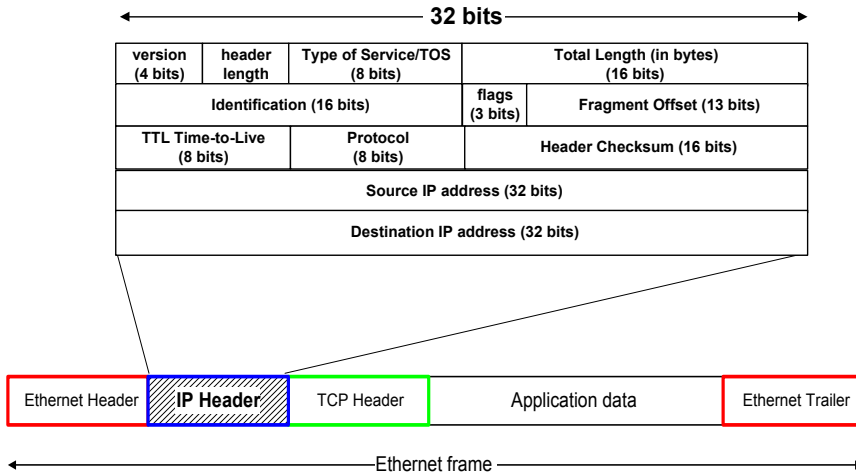 32 bits
version
(4 bits)
header
length
Type of Service/TOS
(8 bits)
Total Length (in bytes)
(16 bits)
Identification (16 bits)
flags
(3 bits)
Fragment Offset (13 bits)
TTL Time-to-Live
(8 bits)
Protocol
(8 bits)
Header Checksum (16 bits)
Source IP address (32 bits)
Destination IP address (32 bits)
Ethernet Header
IP Header
TCP Header
Application data
Ethernet Trailer
Ethernet frame